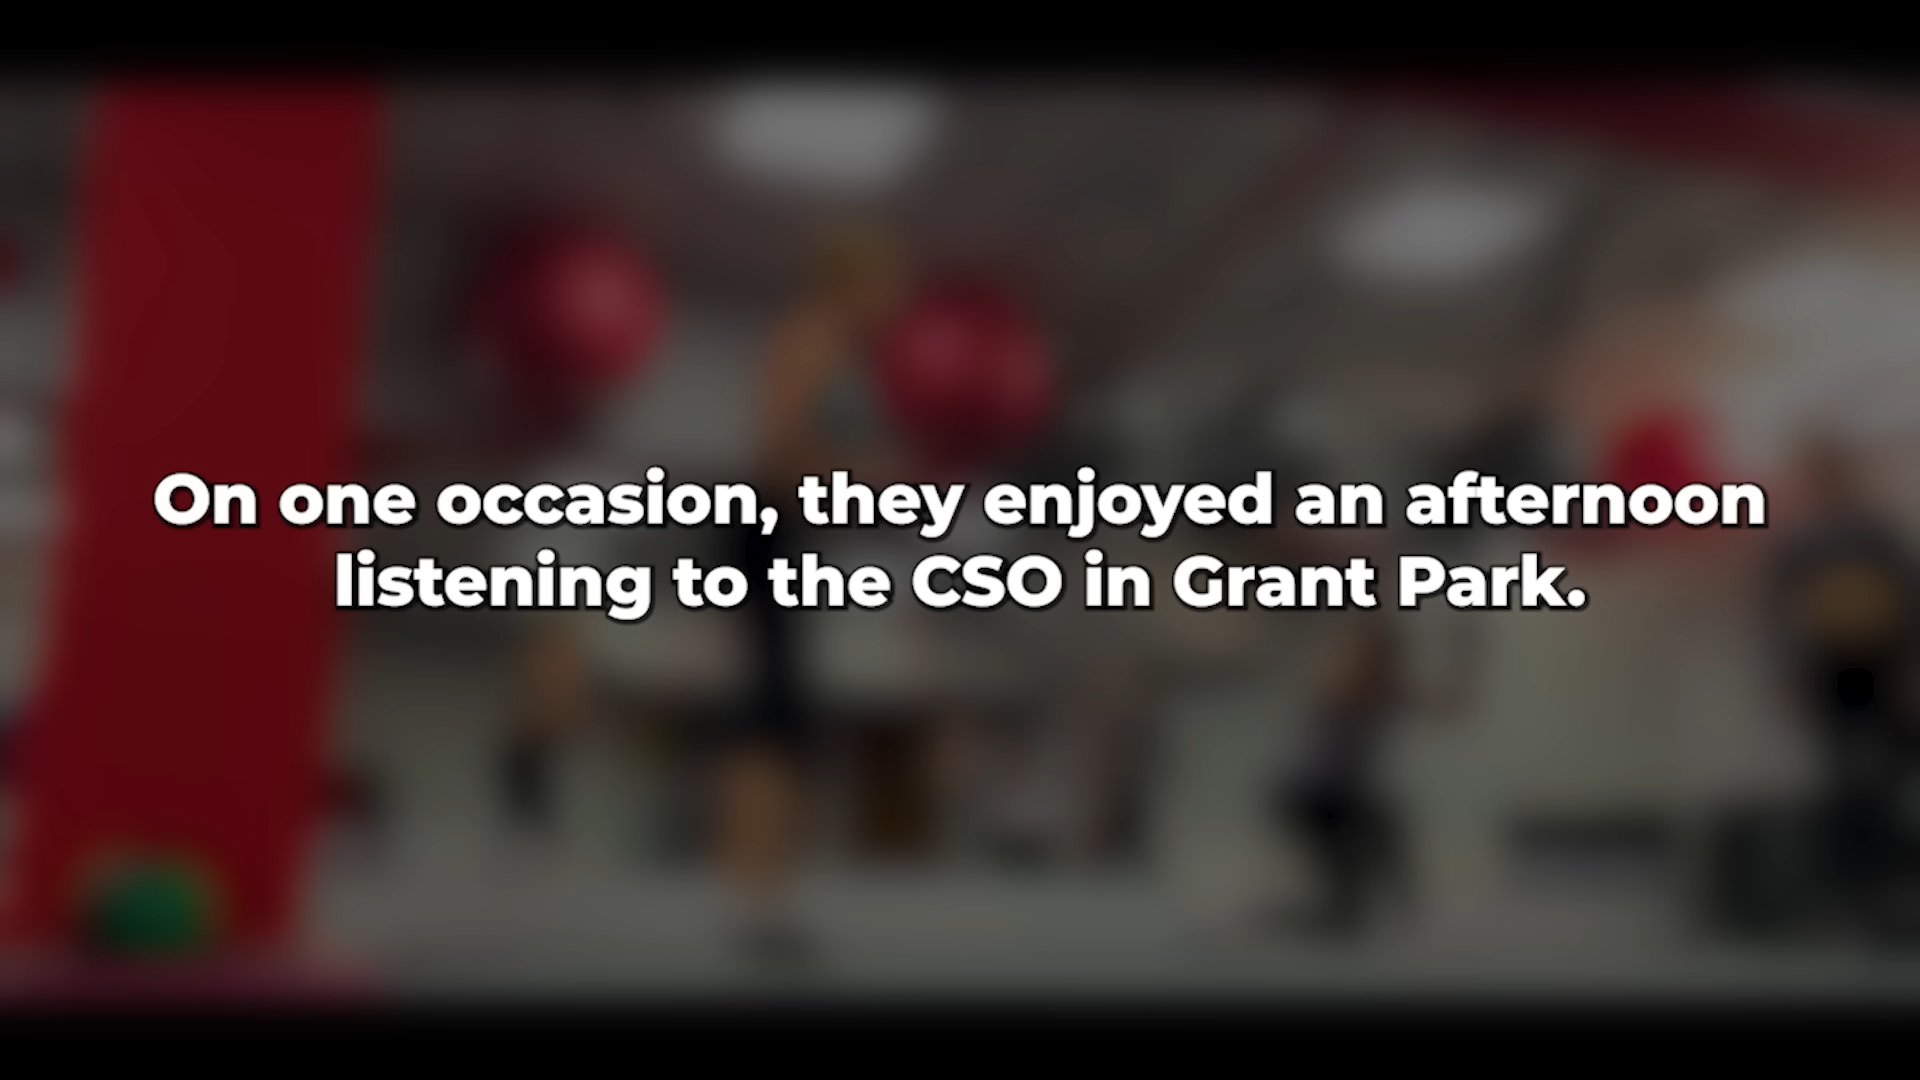 On one occasion, they enjoyed an afternoon
listening to the CSO in Grant Park.